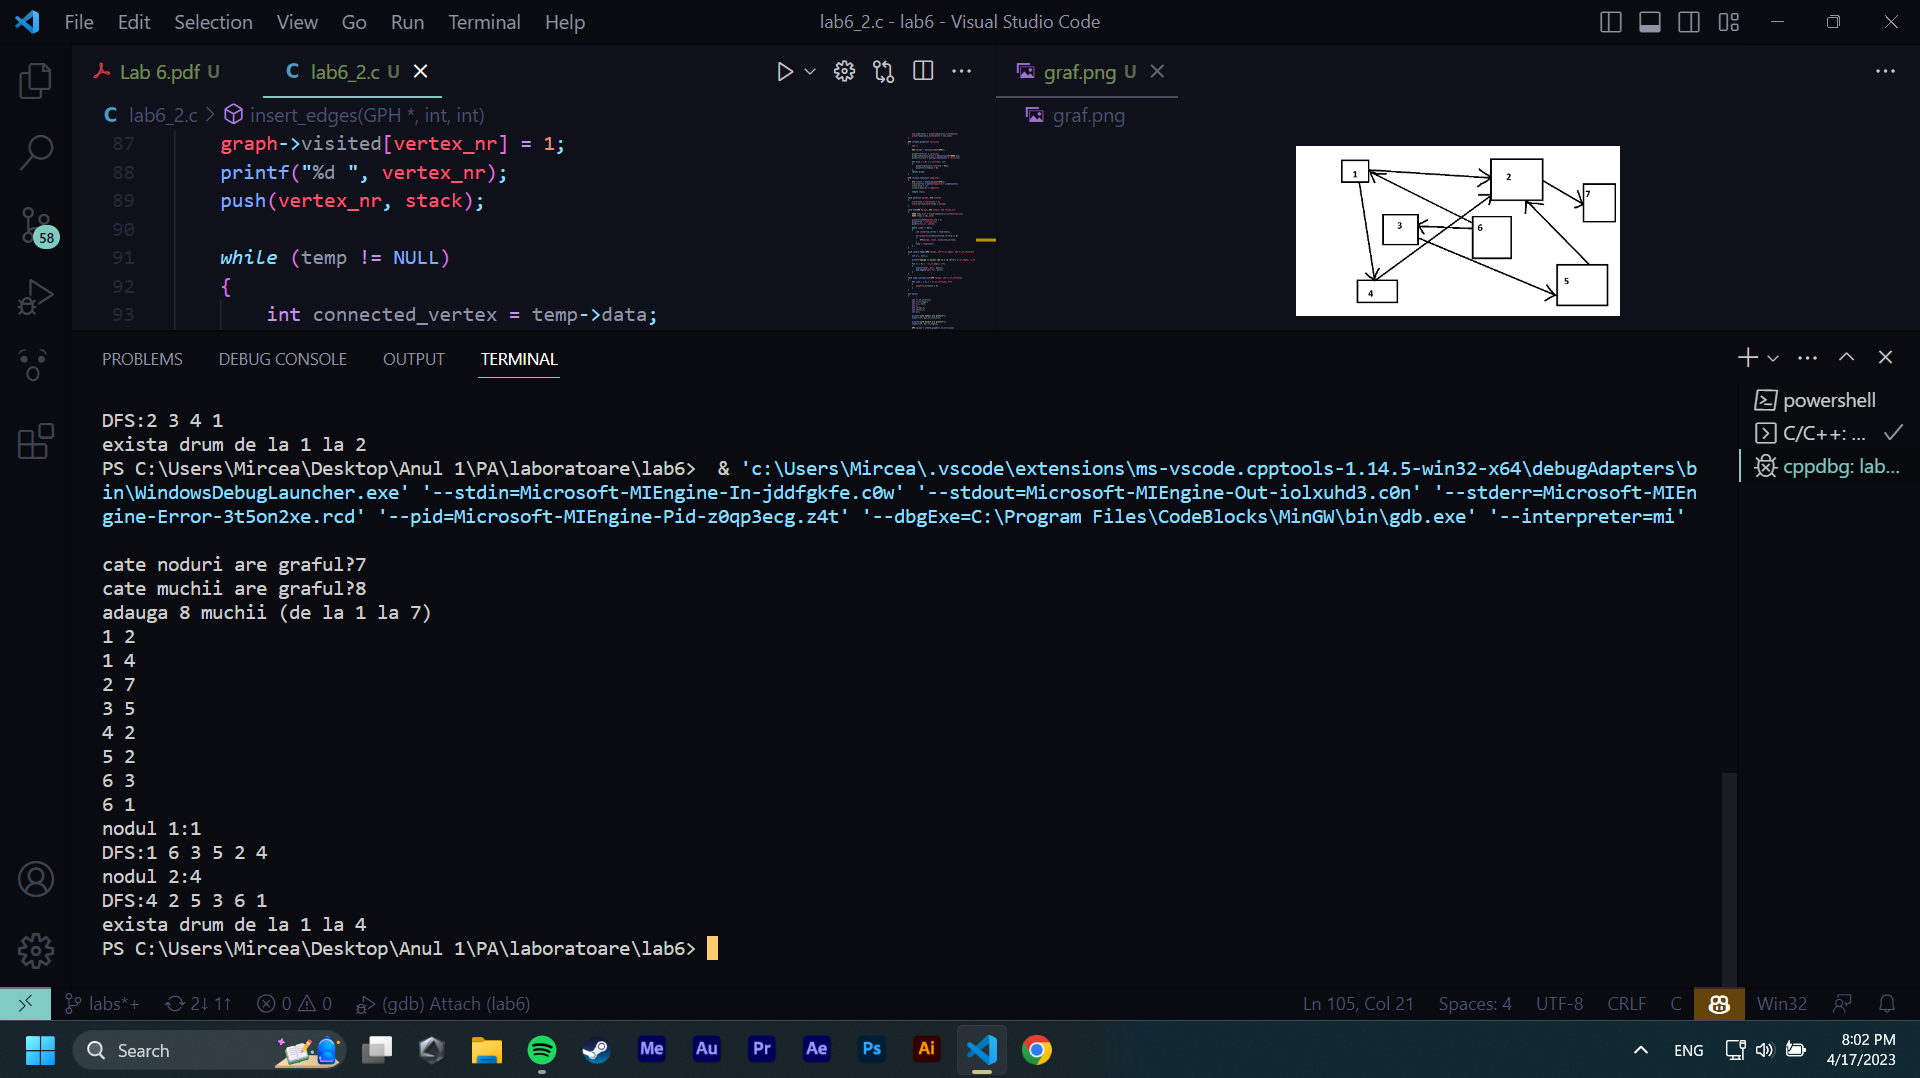 File Edit Selection View Go Run Terminal Help
lab6_2.c - lab6 - Visual Studio Code
Lab 6.pdf U
C lab6_2.c U
graf.png U
C lab6_2.c > insert_edges(GPH *, int, int)
graf.png
87 graph->visited[vertex_nr] = 1;
88 printf("%d ", vertex_nr);
89 push(vertex_nr, stack);
90
91 while (temp != NULL)
92 {
93 int connected_vertex = temp->data;
1
2
7
3
6
5
4
58
PROBLEMS DEBUG CONSOLE OUTPUT TERMINAL
DFS:2 3 4 1
exista drum de la 1 la 2
PS C:\Users\Mircea\Desktop\Anul 1\PA\laboratoare\lab6>  & 'c:\Users\Mircea\.vscode\extensions\ms-vscode.cpptools-1.14.5-win32-x64\debugAdapters\b
in\WindowsDebugLauncher.exe' '--stdin=Microsoft-MIEngine-In-jddfgkfe.c0w' '--stdout=Microsoft-MIEngine-Out-iolxuhd3.c0n' '--stderr=Microsoft-MIEn
gine-Error-3t5on2xe.rcd' '--pid=Microsoft-MIEngine-Pid-z0qp3ecg.z4t' '--dbgExe=C:\Program Files\CodeBlocks\MinGW\bin\gdb.exe' '--interpreter=mi'
cate noduri are graful?7
cate muchii are graful?8
adauga 8 muchii (de la 1 la 7)
1 2
1 4
2 7
3 5
4 2
5 2
6 3
6 1
nodul 1:1
DFS:1 6 3 5 2 4
nodul 2:4
DFS:4 2 5 3 6 1
exista drum de la 1 la 4
PS C:\Users\Mircea\Desktop\Anul 1\PA\laboratoare\lab6>
powershell
C/C++: ...
cppdbg: lab...
labs*+ 2↓ 1↑ 0 0 (gdb) Attach (lab6)
Ln 105, Col 21 Spaces: 4 UTF-8 CRLF C Win32
Search
Me Au Pr Ae Ps Ai
ENG
8:02 PM
4/17/2023